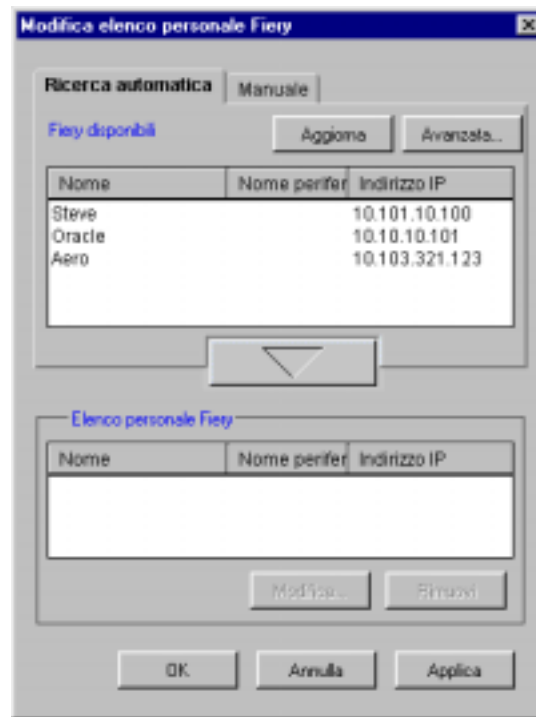 Modifica elenco personale Fiery
Ricerca automatica
Manuale
Fiery disponibili
Aggiorna
Avanzata...
Nome
Nome perifer
Indirizzo IP
Steve
10.101.10.100
Oracle
10.10.10.101
Aero
10.103.321.123
Elenco personale Fiery
Nome
Nome perifer
Indirizzo IP
Modifica...
Rimuovi
OK
Annulla
Applica